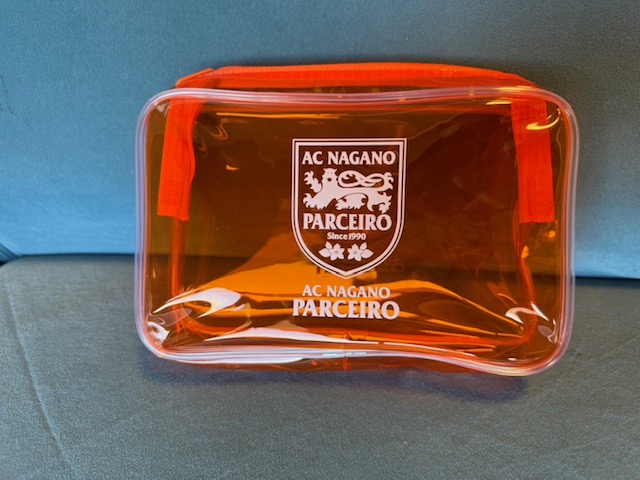 AC NAGANO
PARCEIRO
Since 1990
AC NAGANO
PARCEIRO